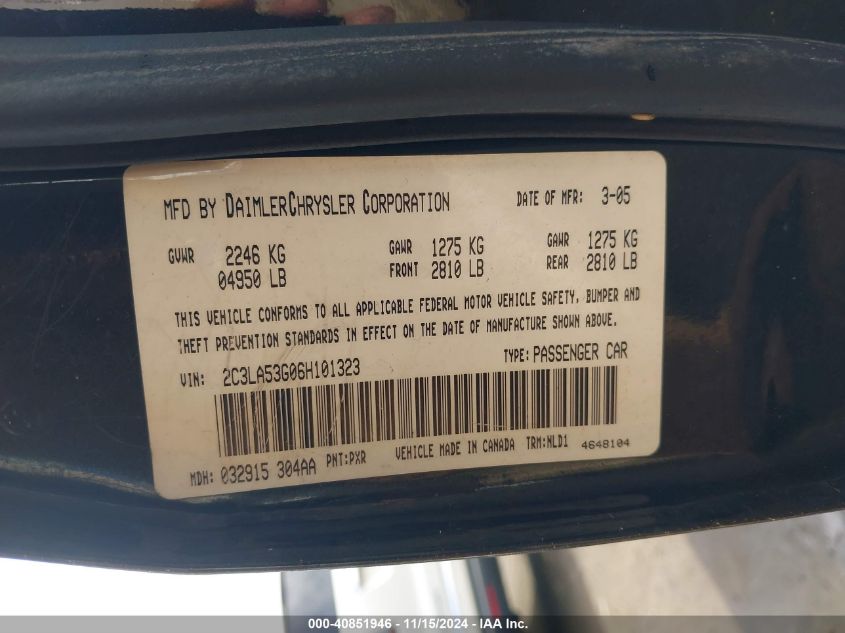 MFD BY DAIMLERCHRYSLER CORPORATION DATE OF MFR: 3-05
GVWR 2246 KG GAWR 1275 KG GAWR 1275 KG
04950 LB FRONT 2810 LB REAR 2810 LB
THIS VEHICLE CONFORMS TO ALL APPLICABLE FEDERAL MOTOR VEHICLE SAFETY, BUMPER AND
THEFT PREVENTION STANDARDS IN EFFECT ON THE DATE OF MANUFACTURE SHOWN ABOVE.
VIN: 2C3LA53G06H101323 TYPE: PASSENGER CAR
MDH: 032915 304AA PNT:PXR VEHICLE MADE IN CANADA TRM:NLD1 4648104
000-40851946 - 11/15/2024 - IAA Inc.